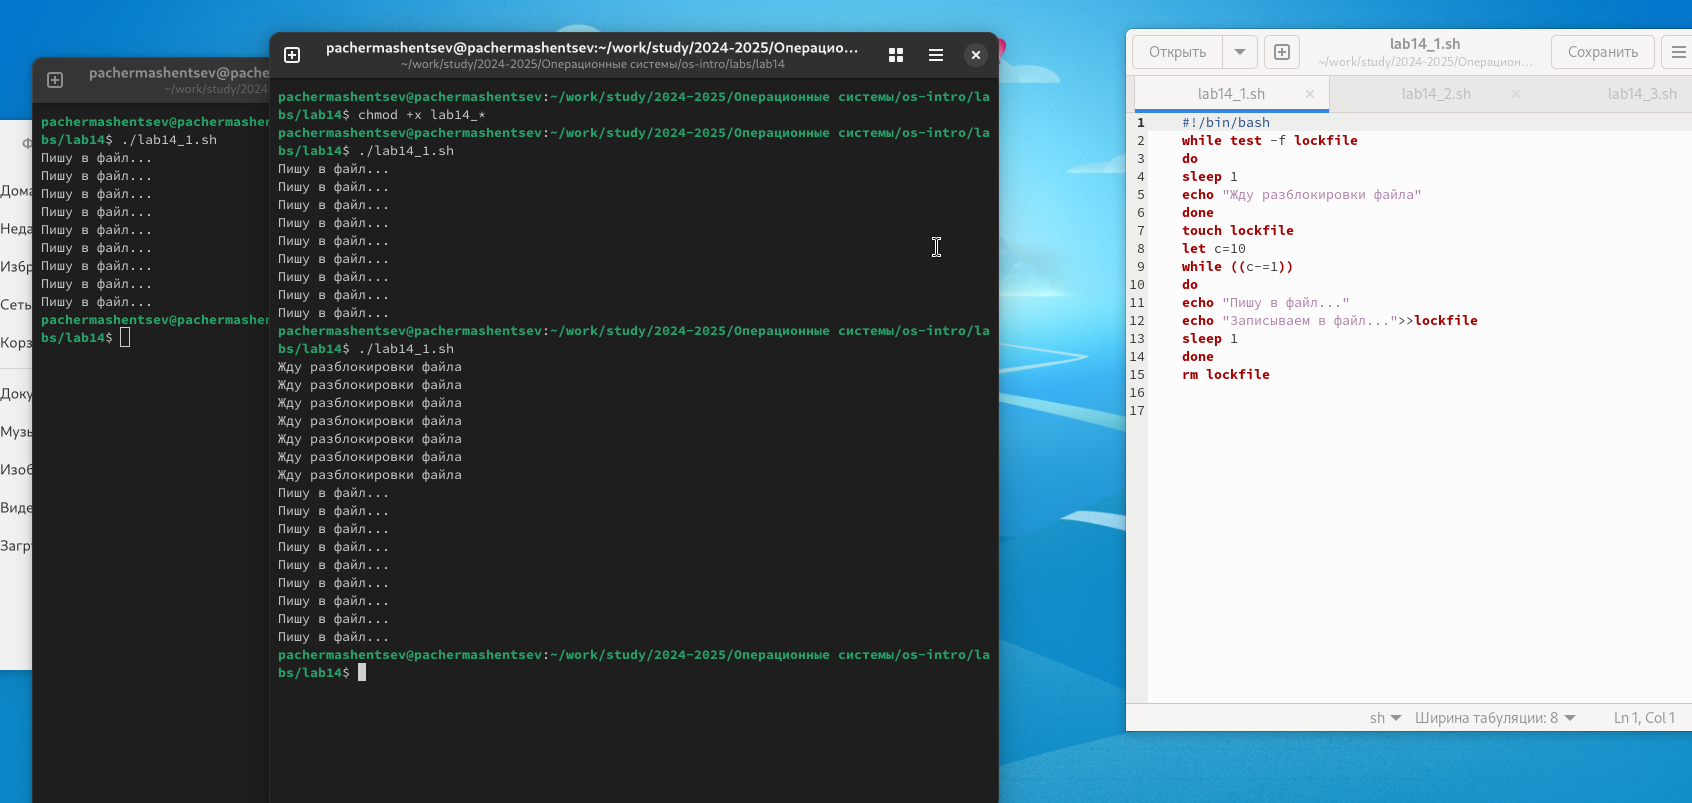 pachermashentsev@pache
~/work/study/2024
pachermashentsev@pachermasher
bs/lab14$ ./lab14_1.sh
Пишу в файл...
Пишу в файл...
Пишу в файл...
Пишу в файл...
Пишу в файл...
Пишу в файл...
Пишу в файл...
Пишу в файл...
Пишу в файл...
pachermashentsev@pachermasher
bs/lab14$
Дома
Неда
Избр
Сеть
Корз
Доку
Музы
Изоб
Виде
Загр
pachermashentsev@pachermashentsev:~/work/study/2024-2025/Операцио...
~/work/study/2024-2025/Операционные системы/os-intro/labs/lab14
pachermashentsev@pachermashentsev:~/work/study/2024-2025/Операционные системы/os-intro/la
bs/lab14$ chmod +x lab14_*
pachermashentsev@pachermashentsev:~/work/study/2024-2025/Операционные системы/os-intro/la
bs/lab14$ ./lab14_1.sh
Пишу в файл...
Пишу в файл...
Пишу в файл...
Пишу в файл...
Пишу в файл...
Пишу в файл...
Пишу в файл...
Пишу в файл...
Пишу в файл...
pachermashentsev@pachermashentsev:~/work/study/2024-2025/Операционные системы/os-intro/la
bs/lab14$ ./lab14_1.sh
Жду разблокировки файла
Жду разблокировки файла
Жду разблокировки файла
Жду разблокировки файла
Жду разблокировки файла
Жду разблокировки файла
Жду разблокировки файла
Пишу в файл...
Пишу в файл...
Пишу в файл...
Пишу в файл...
Пишу в файл...
Пишу в файл...
Пишу в файл...
Пишу в файл...
Пишу в файл...
pachermashentsev@pachermashentsev:~/work/study/2024-2025/Операционные системы/os-intro/la
bs/lab14$
Открыть
lab14_1.sh
~/work/study/2024-2025/Операцион...
Сохранить
lab14_1.sh × lab14_2.sh × lab14_3.sh
1 #!/bin/bash
2 while test -f lockfile
3 do
4 sleep 1
5 echo "Жду разблокировки файла"
6 done
7 touch lockfile
8 let c=10
9 while ((c-=1))
10 do
11 echo "Пишу в файл..."
12 echo "Записываем в файл...">>lockfile
13 sleep 1
14 done
15 rm lockfile
16
17
sh Ширина табуляции: 8 Ln 1, Col 1